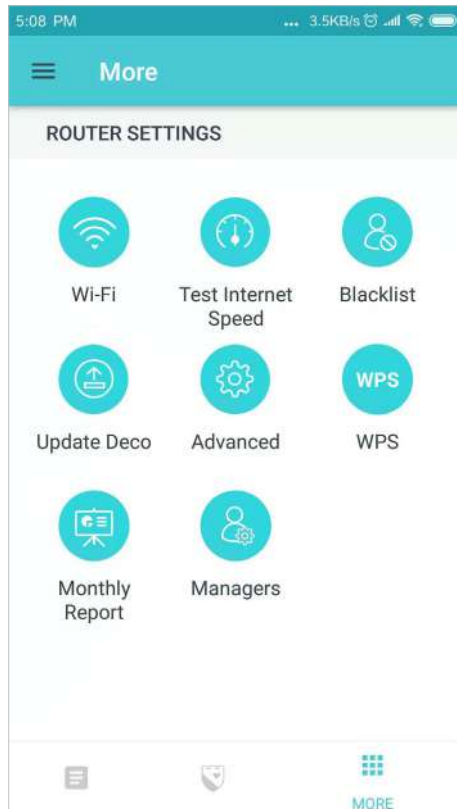 5:08 PM ... 3.5KB/s
More
ROUTER SETTINGS
Wi-Fi
Test Internet
Speed
Blacklist
Update Deco
Advanced
WPS
WPS
Monthly
Report
Managers
MORE